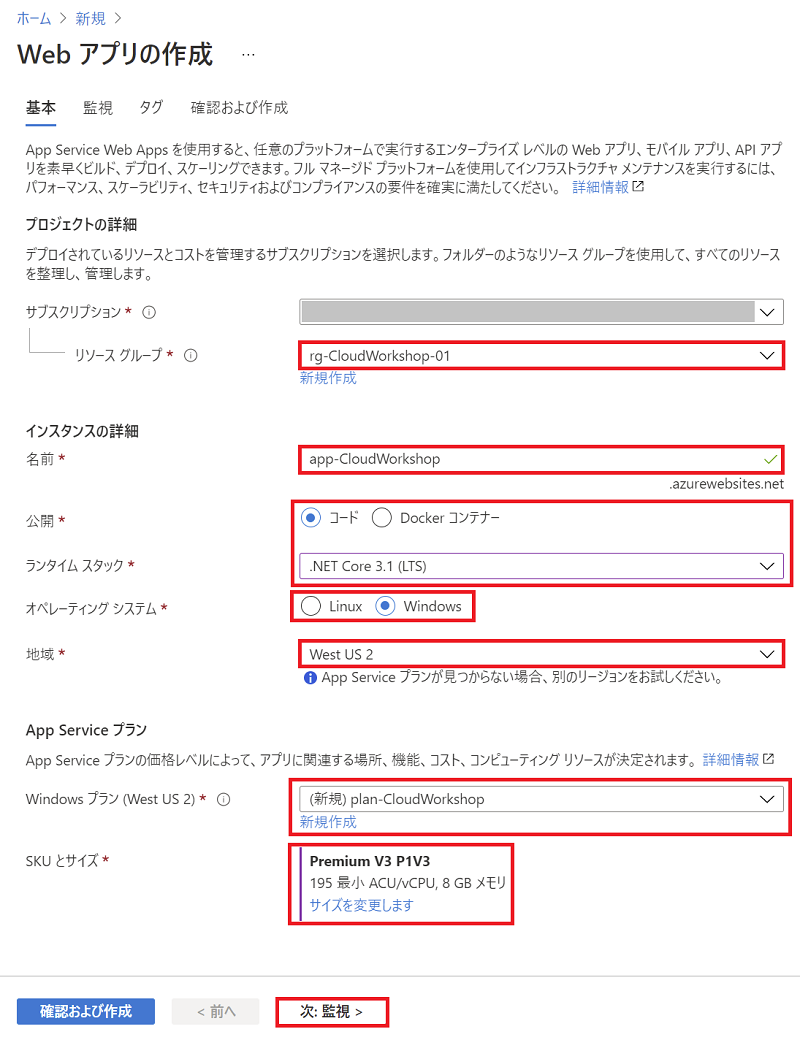 ホーム > 新規 >
Web アプリの作成 …
基本 監視 タグ 確認および作成
App Service Web Apps を使用すると、任意のプラットフォームで実行するエンタープライズ レベルの Web アプリ、モバイル アプリ、API アプ
リを素早くビルド、デプロイ、スケーリングできます。フル マネージド プラットフォームを使用してインフラストラクチャ メンテナンスを実行するには、
パフォーマンス、スケーラビリティ、セキュリティおよびコンプライアンスの要件を確実に満たしてください。 詳細情報
プロジェクトの詳細
デプロイされているリソースとコストを管理するサブスクリプションを選択します。フォルダーのようなリソース グループを使用して、すべてのリソース
を整理し、管理します。
サブスクリプション *
リソース グループ * rg-CloudWorkshop-01
新規作成
インスタンスの詳細
名前 * app-CloudWorkshop
.azurewebsites.net
公開 * コード Docker コンテナー
ランタイム スタック * .NET Core 3.1 (LTS)
オペレーティング システム * Linux Windows
地域 * West US 2
App Service プランが見つからない場合、別のリージョンをお試しください。
App Service プラン
App Service プランの価格レベルによって、アプリに関連する場所、機能、コスト、コンピューティング リソースが決定されます。 詳細情報
Windows プラン (West US 2) * (新規) plan-CloudWorkshop
新規作成
SKU とサイズ * Premium V3 P1V3
195 最小 ACU/vCPU, 8 GB メモリ
サイズを変更します
確認および作成 < 前へ 次: 監視 >